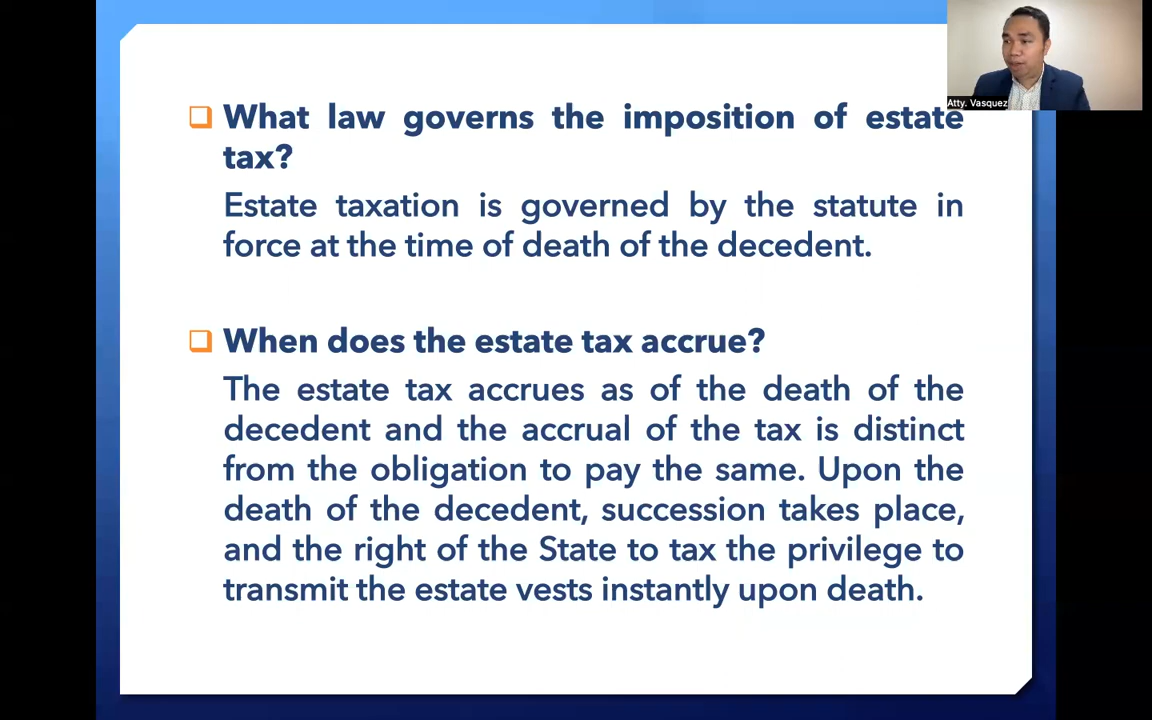 Atty. Vasquez
What law governs the imposition of estate
tax?
Estate taxation is governed by the statute in
force at the time of death of the decedent.
When does the estate tax accrue?
The estate tax accrues as of the death of the
decedent and the accrual of the tax is distinct
from the obligation to pay the same. Upon the
death of the decedent, succession takes place,
and the right of the State to tax the privilege to
transmit the estate vests instantly upon death.